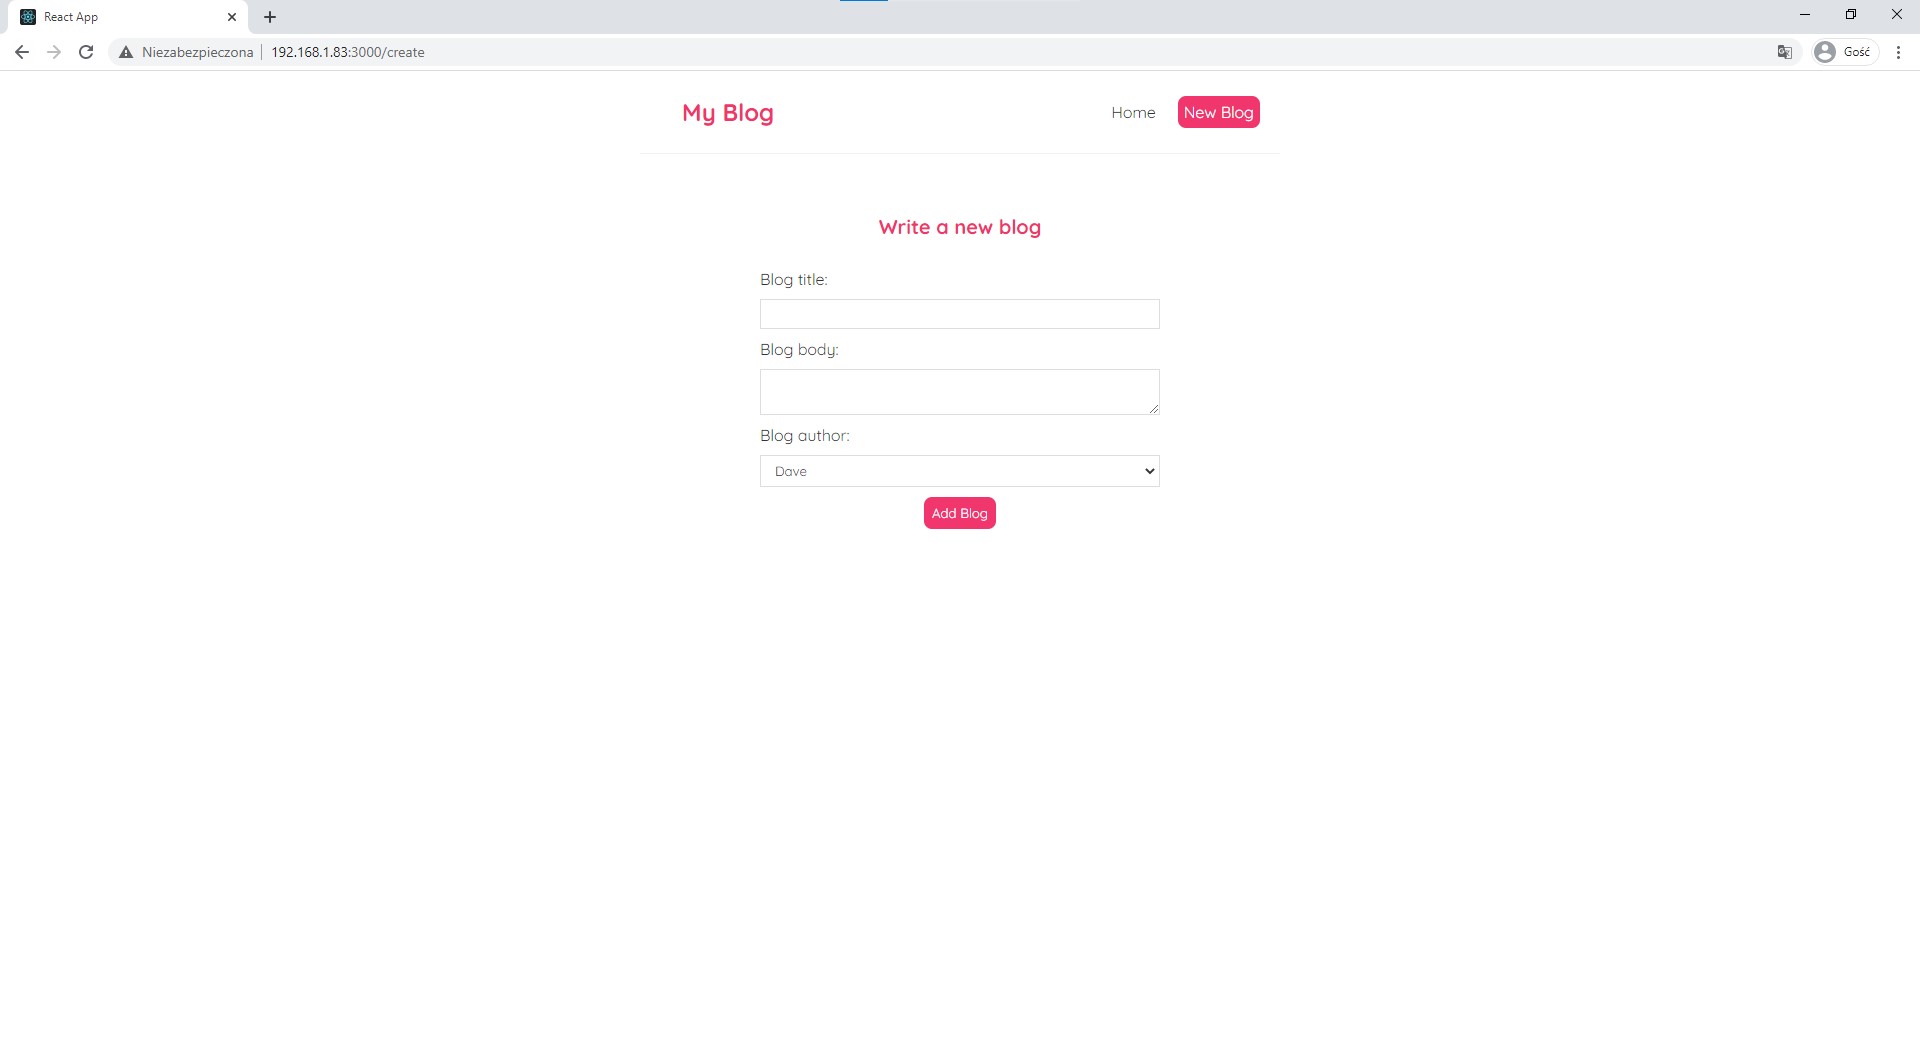 React App
Niezabezpieczona 192.168.1.83:3000/create
Gość
My Blog
Home New Blog
Write a new blog
Blog title:
Blog body:
Blog author:
Dave
Add Blog